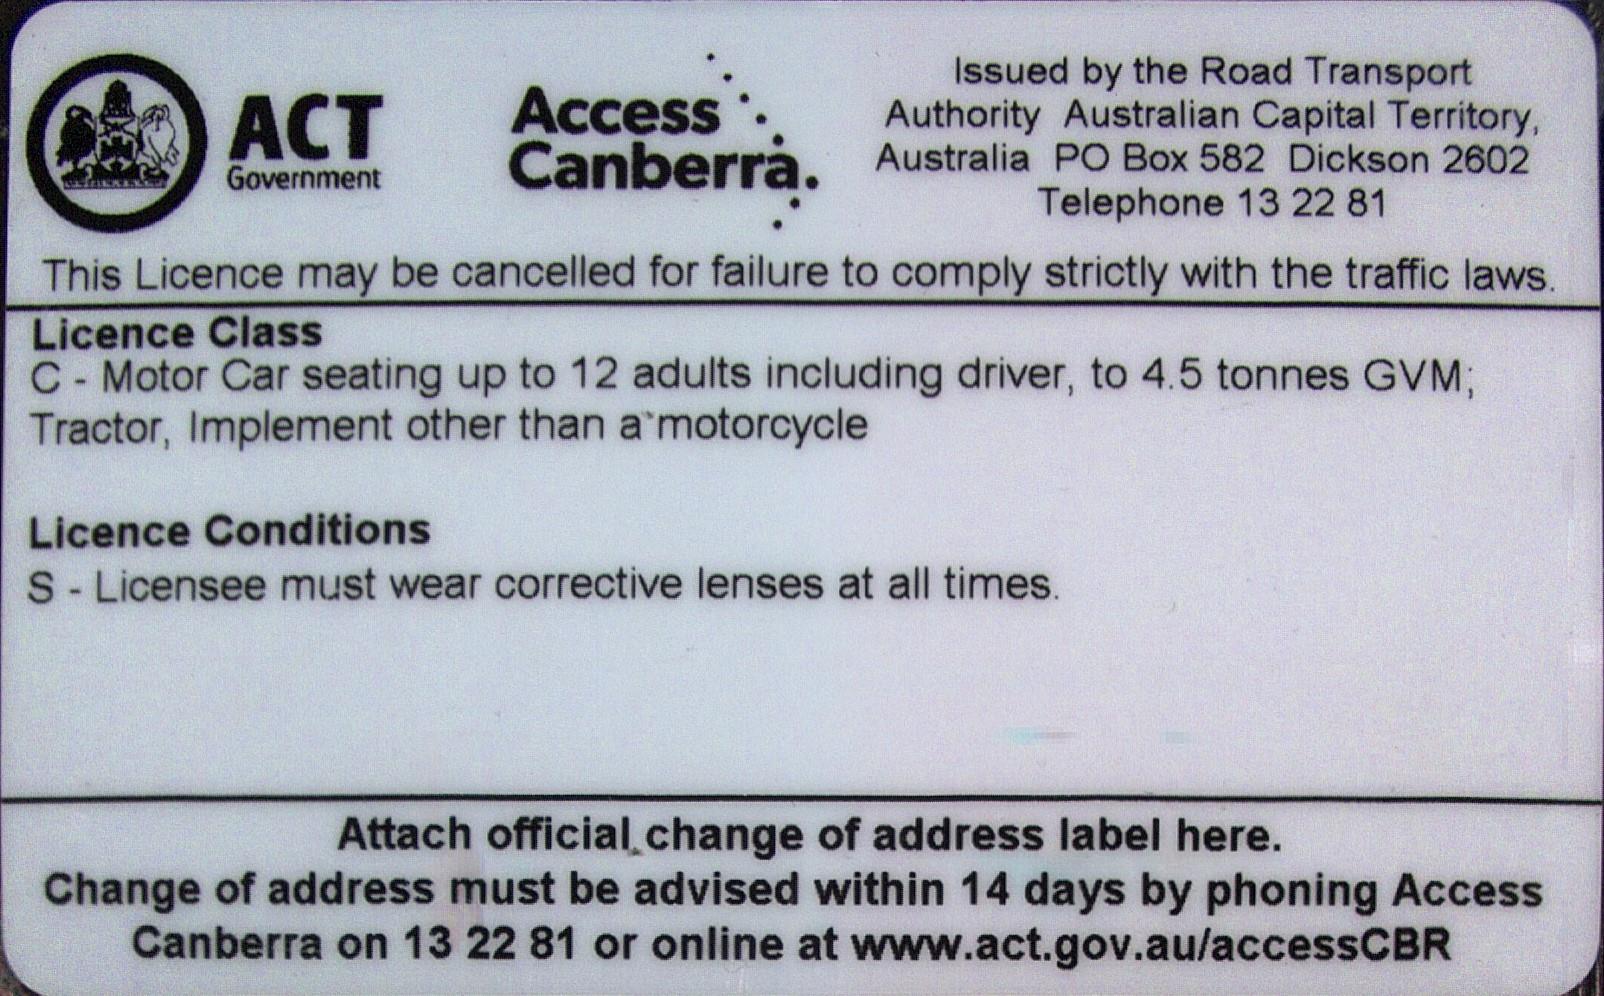 ACT
Government
Access
Canberra.
Issued by the Road Transport
Authority Australian Capital Territory,
Australia PO Box 582 Dickson 2602
Telephone 13 22 81
This Licence may be cancelled for failure to comply strictly with the traffic laws.
Licence Class
C - Motor Car seating up to 12 adults including driver, to 4.5 tonnes GVM;
Tractor, Implement other than a motorcycle
Licence Conditions
S - Licensee must wear corrective lenses at all times.
Attach official change of address label here.
Change of address must be advised within 14 days by phoning Access
Canberra on 13 22 81 or online at www.act.gov.au/accessCBR